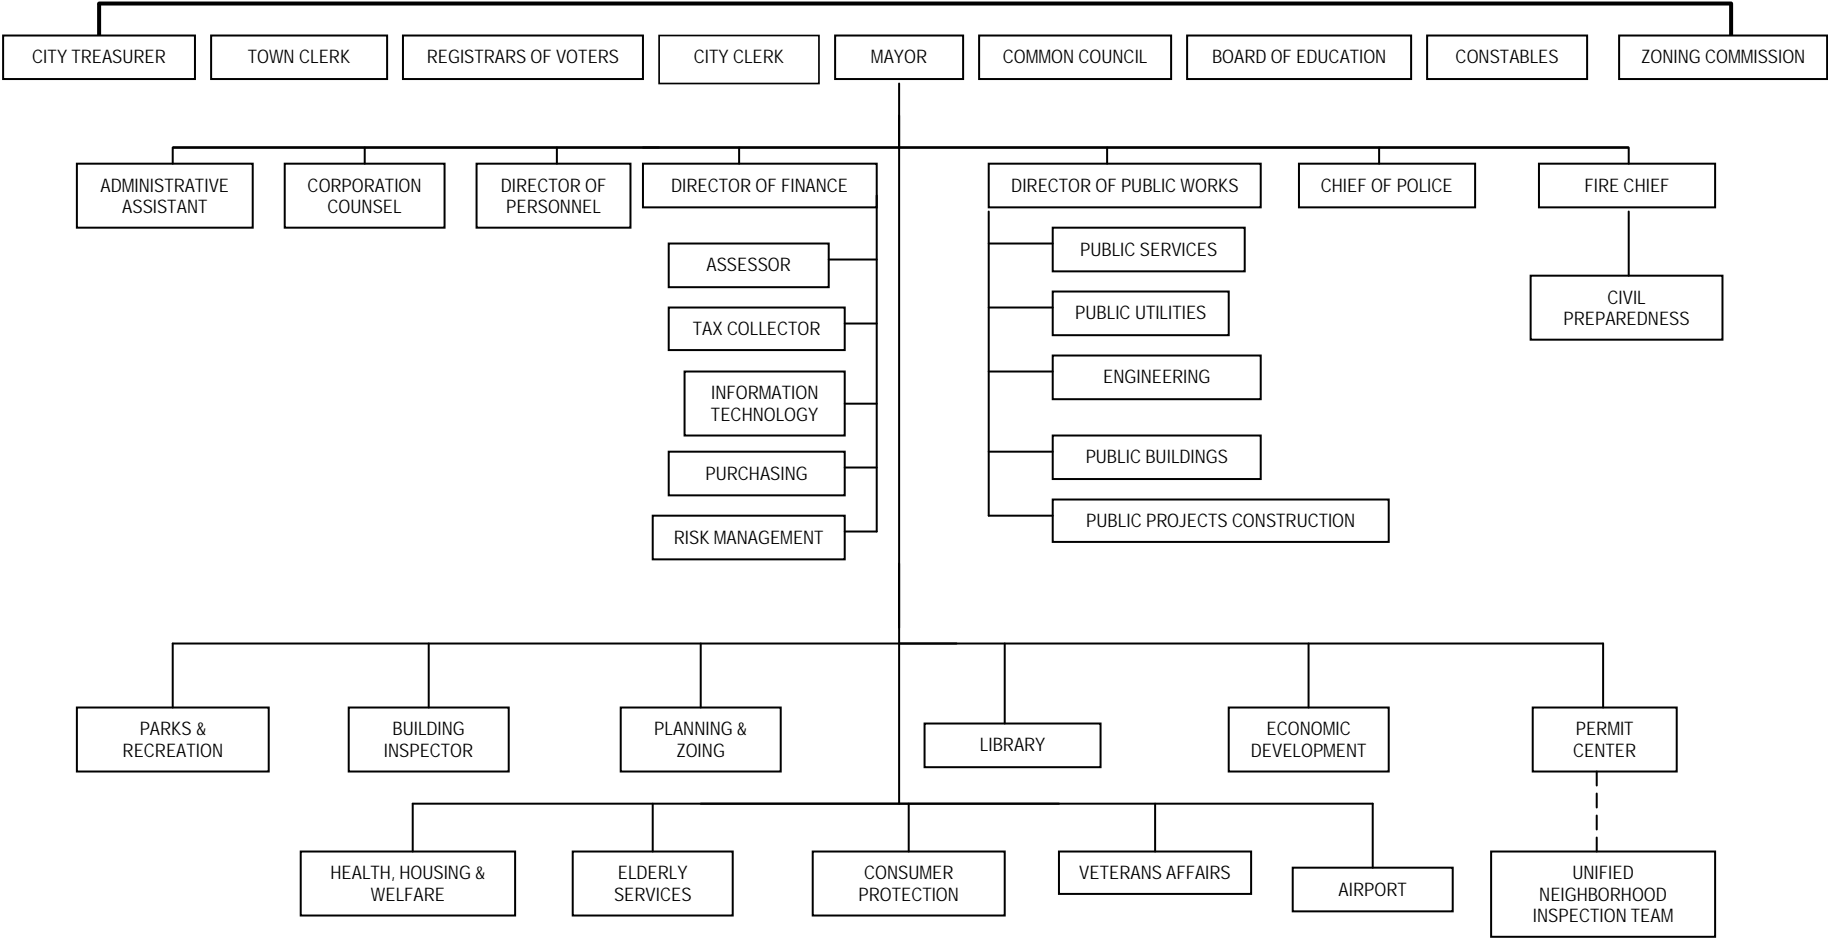 CITY TREASURER
TOWN CLERK
REGISTRARS OF VOTERS
CITY CLERK
MAYOR
COMMON COUNCIL
BOARD OF EDUCATION
CONSTABLES
ZONING COMMISSION
ADMINISTRATIVE
ASSISTANT
CORPORATION
COUNSEL
DIRECTOR OF
PERSONNEL
DIRECTOR OF FINANCE
DIRECTOR OF PUBLIC WORKS
CHIEF OF POLICE
FIRE CHIEF
ASSESSOR
TAX COLLECTOR
INFORMATION
TECHNOLOGY
PURCHASING
RISK MANAGEMENT
PUBLIC SERVICES
PUBLIC UTILITIES
ENGINEERING
PUBLIC BUILDINGS
PUBLIC PROJECTS CONSTRUCTION
CIVIL
PREPAREDNESS
PARKS &
RECREATION
BUILDING
INSPECTOR
PLANNING &
ZOING
LIBRARY
ECONOMIC
DEVELOPMENT
PERMIT
CENTER
HEALTH, HOUSING &
WELFARE
ELDERLY
SERVICES
CONSUMER
PROTECTION
VETERANS AFFAIRS
AIRPORT
UNIFIED
NEIGHBORHOOD
INSPECTION TEAM